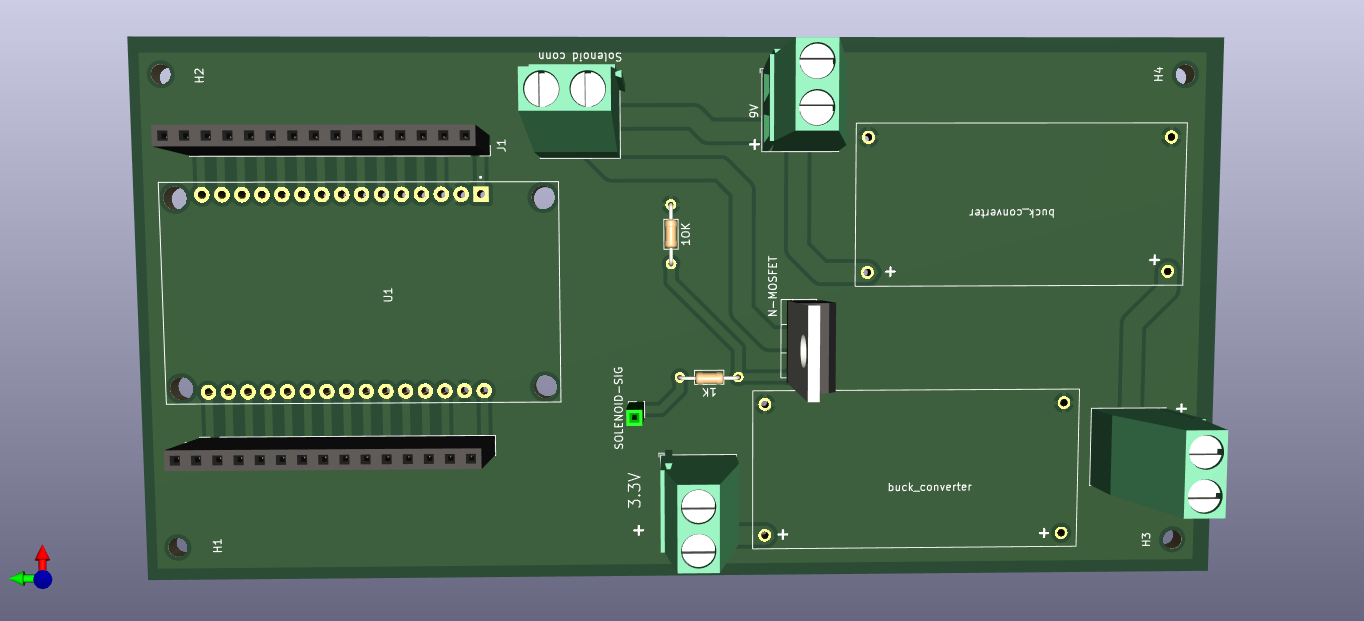 Solenoid conn
H2
H4
9V
+
J1
10K
buck_converter
+
+
N-MOSFET
U1
1K
SOLENOID-SIG
+
3.3V
buck_converter
+
+
+
H1
H3